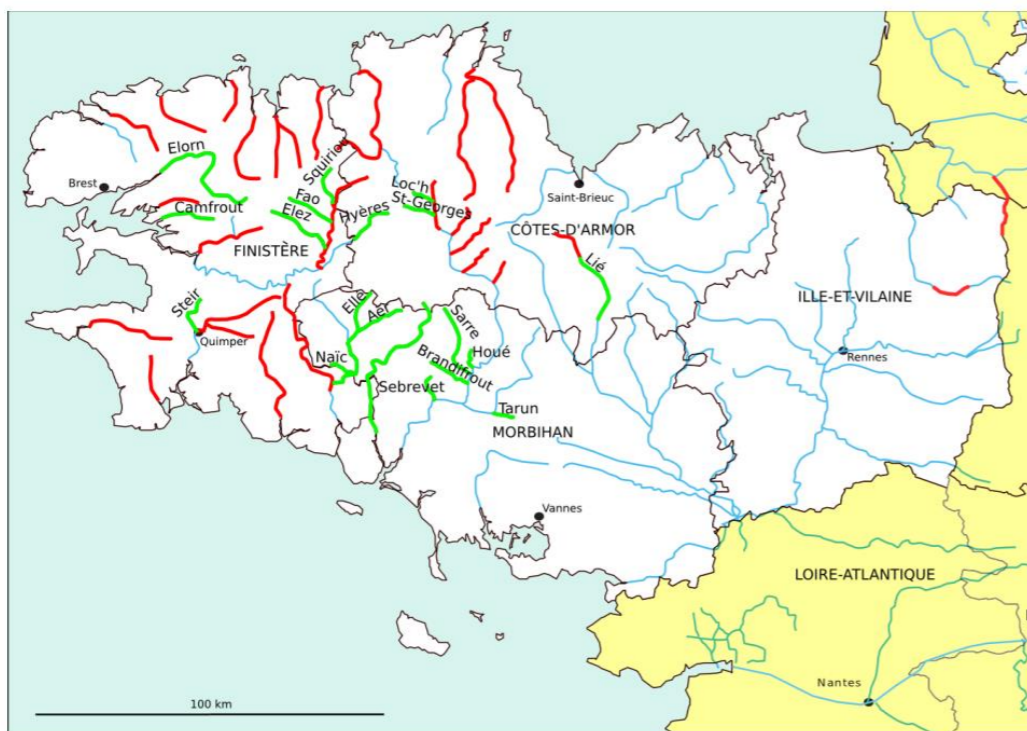 Elorn
Squiriou
Brest
Fao
Loc'h
St-Georges
Saint-Brieuc
Camfrout
Elez
Hyères
CÔTES-D'ARMOR
FINISTÈRE
Lié
ILLE-ET-VILAINE
Steir
Ellé
Aër
Sarre
Quimper
Houé
Rennes
Naïc
Brandifrout
Sebrevet
Tarun
MORBIHAN
Vannes
LOIRE-ATLANTIQUE
Nantes
100 km